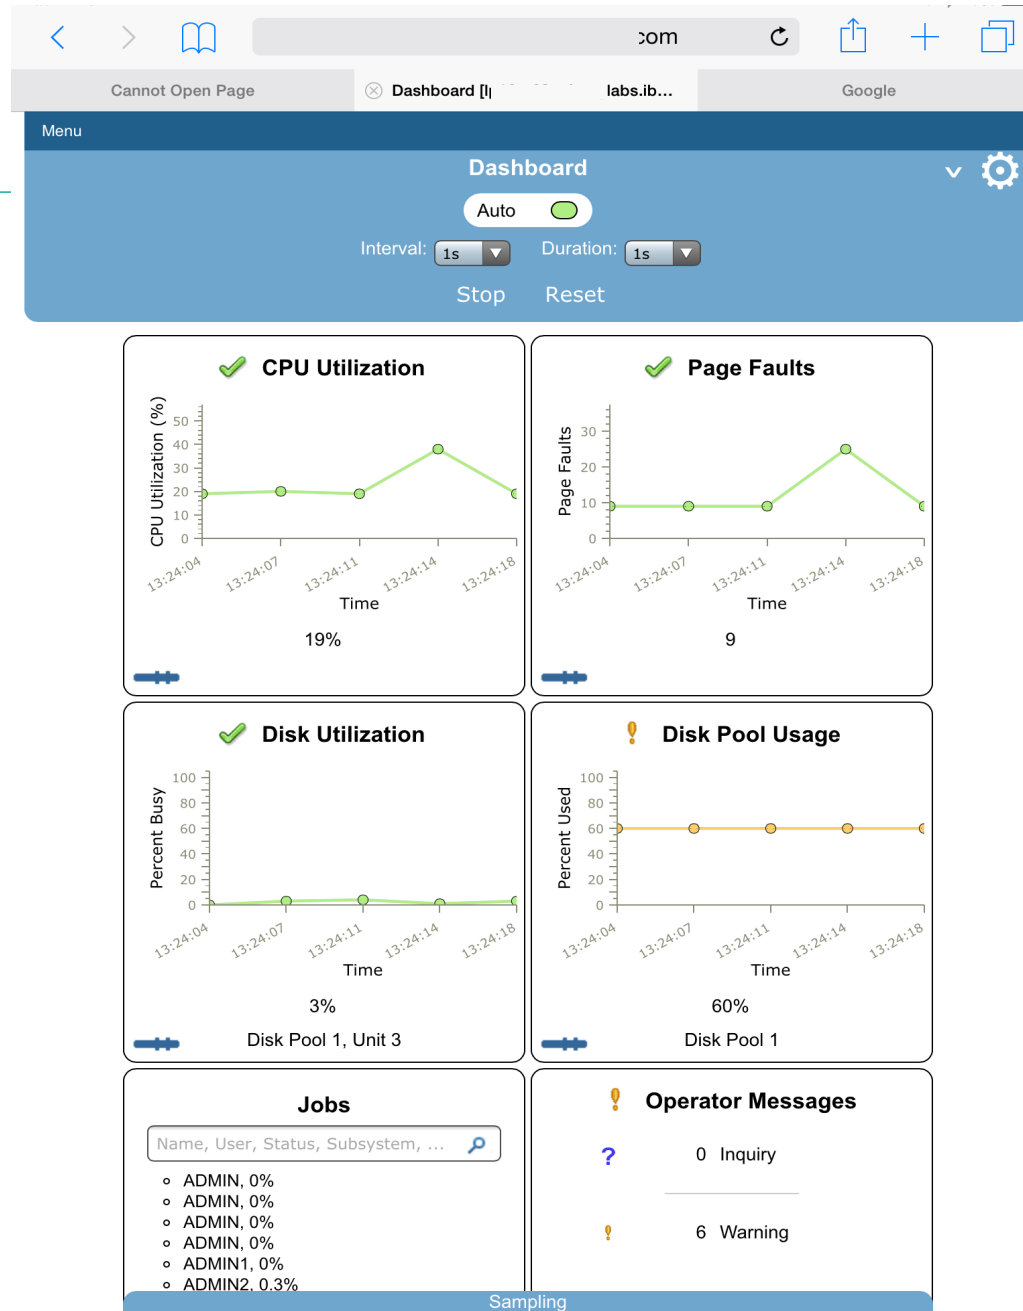 com
Cannot Open Page
Dashboard [l
labs.ib...
Google
Menu
Dashboard
Auto
Interval: 1s Duration: 1s
Stop Reset
CPU Utilization
CPU Utilization (%)
50
40
30
20
10
0
13:24:04 13:24:07 13:24:11 13:24:14 13:24:18
Time
19%
Page Faults
Page Faults
30
20
10
0
13:24:04 13:24:07 13:24:11 13:24:14 13:24:18
Time
9
Disk Utilization
Percent Busy
100
80
60
40
20
0
13:24:04 13:24:07 13:24:11 13:24:14 13:24:18
Time
3%
Disk Pool 1, Unit 3
Disk Pool Usage
Percent Used
100
80
60
40
20
0
13:24:04 13:24:07 13:24:11 13:24:14 13:24:18
Time
60%
Disk Pool 1
Jobs
Name, User, Status, Subsystem, ...
ADMIN, 0%
ADMIN, 0%
ADMIN, 0%
ADMIN, 0%
ADMIN1, 0%
ADMIN2, 0.3%
Operator Messages
? 0 Inquiry
6 Warning
Sampling